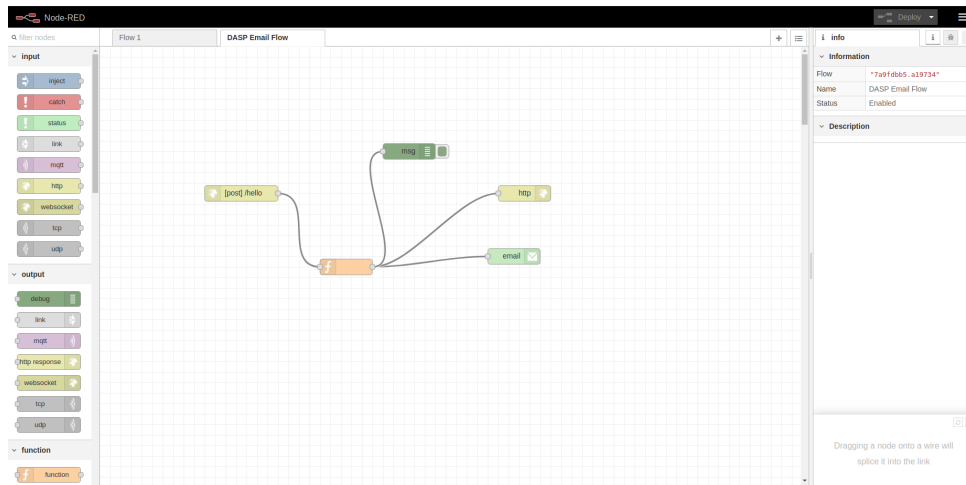 Node-RED
Deploy
filter nodes
Flow 1
DASP Email Flow
info
input
inject
catch
status
link
mqtt
http
websocket
tcp
udp
output
debug
link
mqtt
http response
websocket
tcp
udp
function
function
msg
[post] /hello
http
email
Information
Flow "7a9fdbb5.a19734"
Name DASP Email Flow
Status Enabled
Description
Dragging a node onto a wire will
splice it into the link